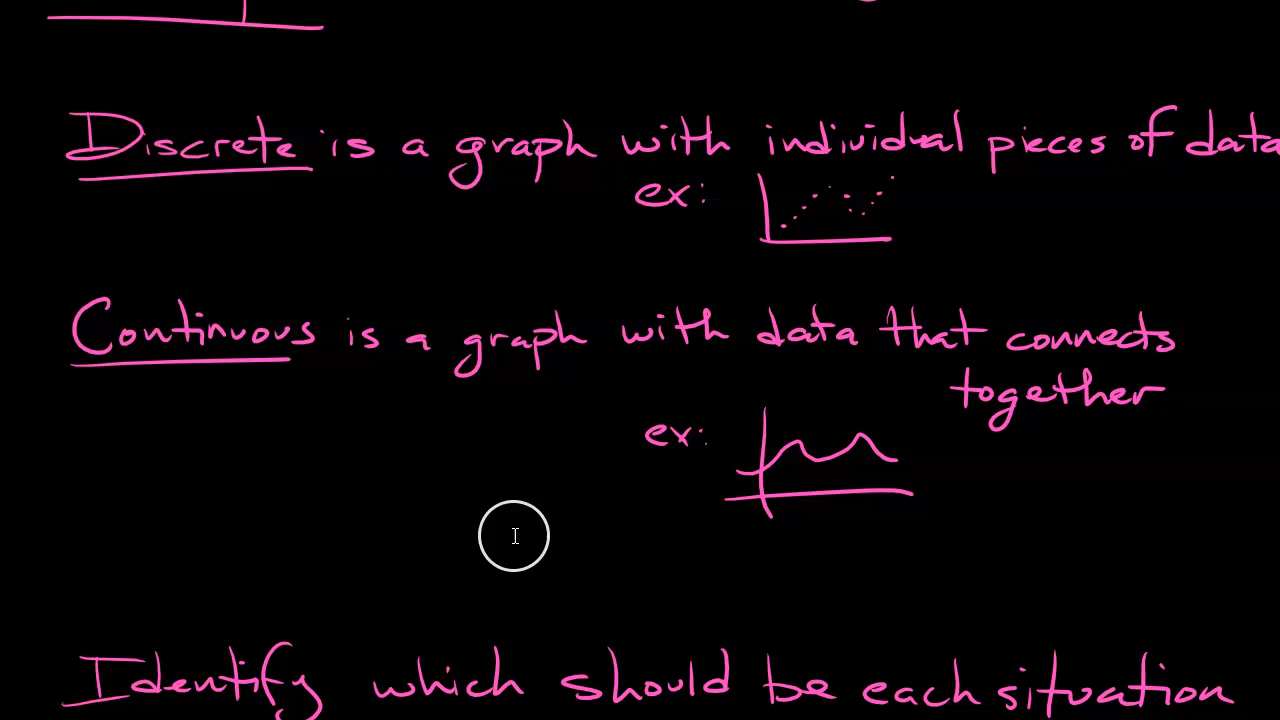 Discrete is a graph with individual pieces of data
ex:
Continuous is a graph with data that connects
together
ex:
Identify which should be each situation